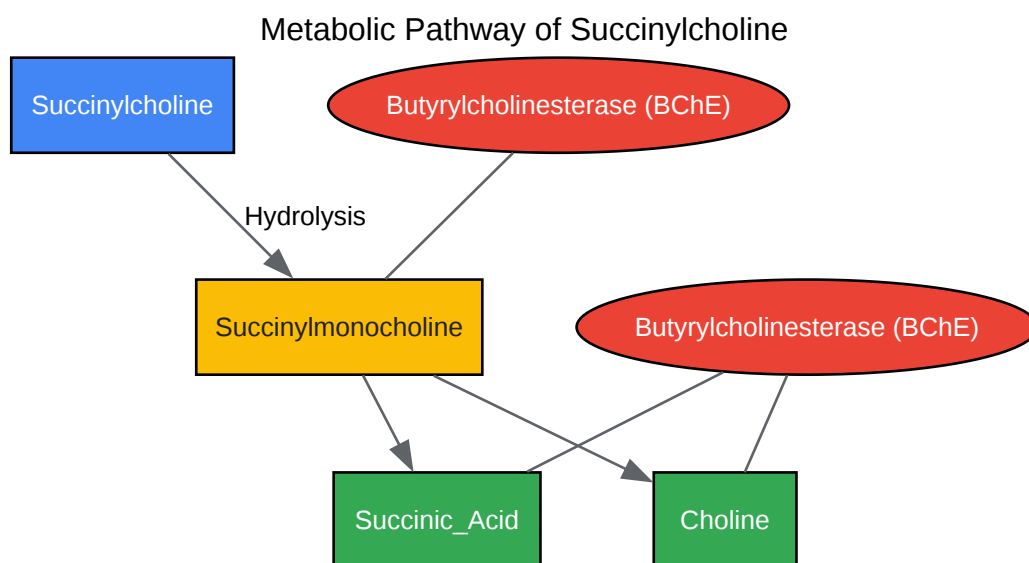 Metabolic Pathway of Succinylcholine
Succinylcholine
Butyrylcholinesterase (BChE)
Hydrolysis
Succinylmonocholine
Butyrylcholinesterase (BChE)
Succinic_Acid
Choline